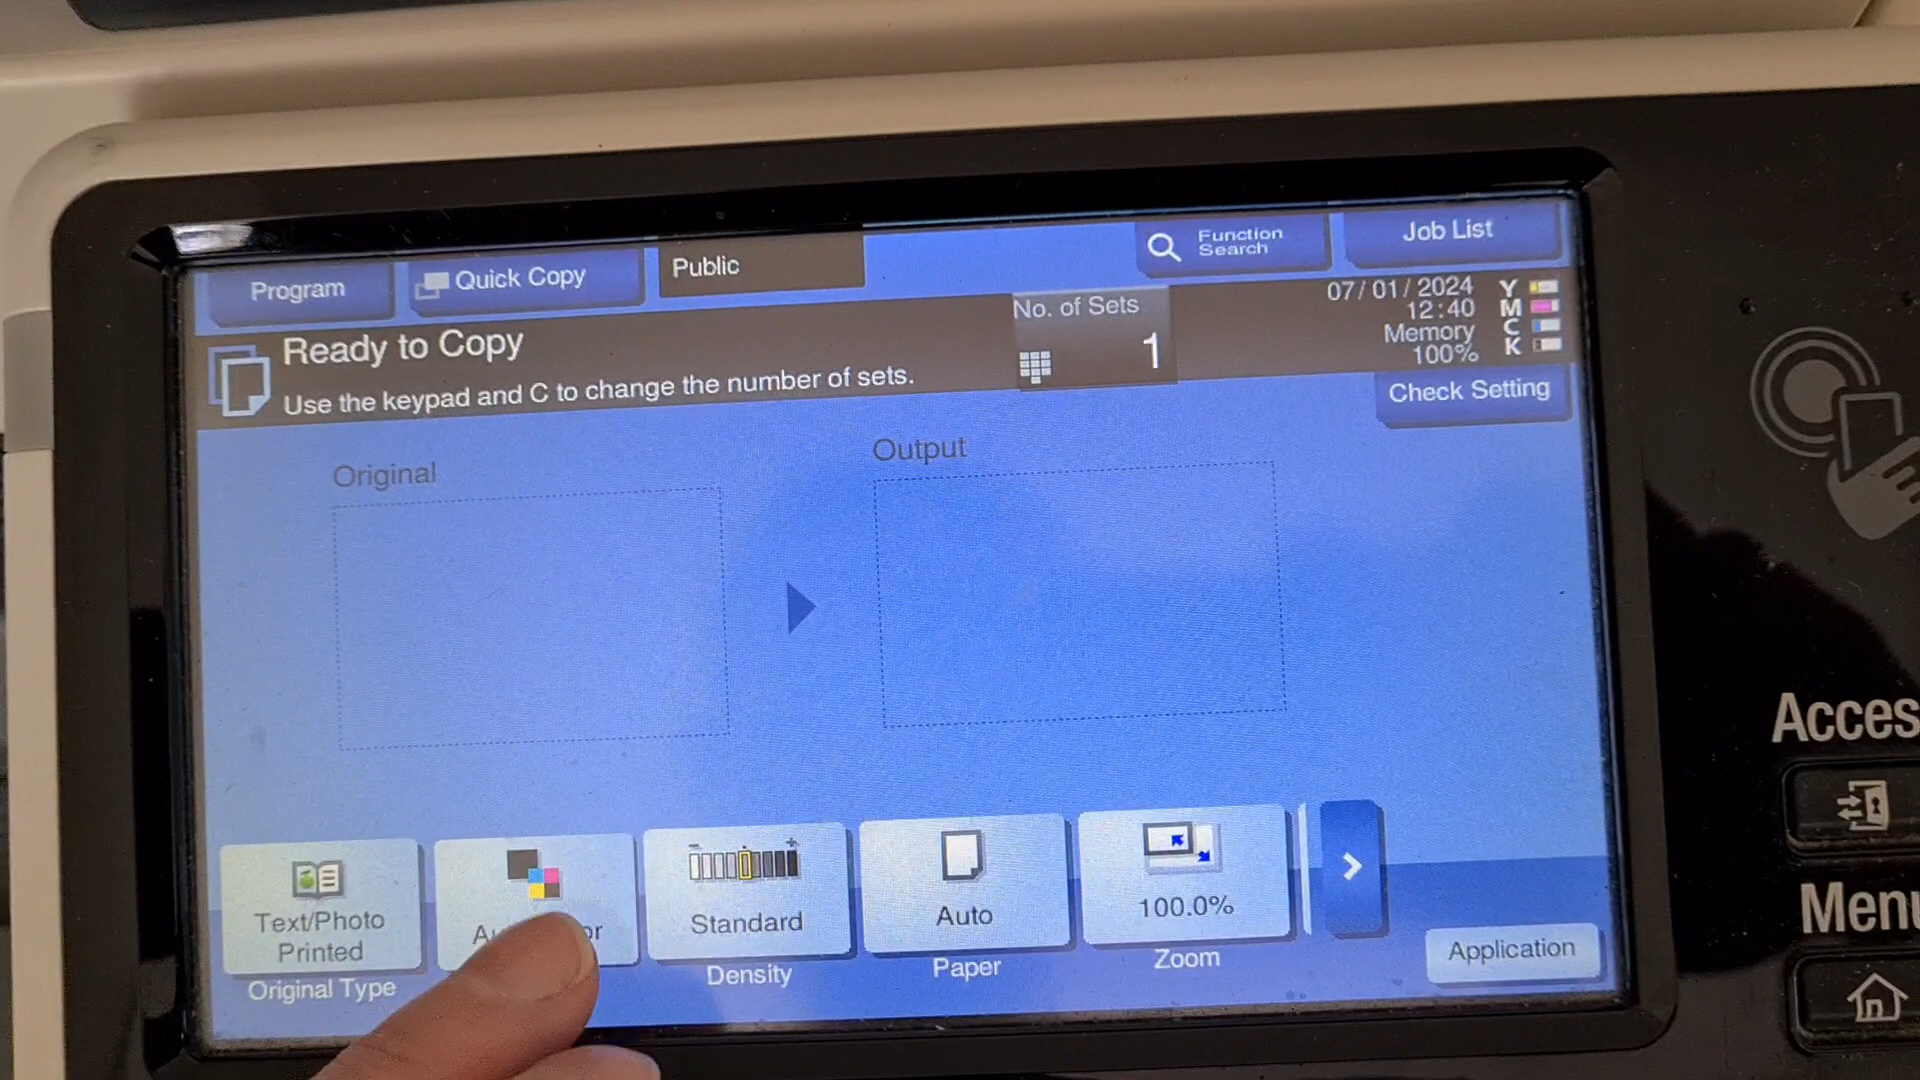 Program
Quick Copy
Public
Function
Search
Job List
Ready to Copy
Use the keypad and C to change the number of sets.
No. of Sets
1
07/01/2024
12:40
Memory
100%
Y
M
C
K
Check Setting
Original
Output
Text/Photo
Printed
Original Type
Standard
Density
Auto
Paper
100.0%
Zoom
Application
Acces
Menu